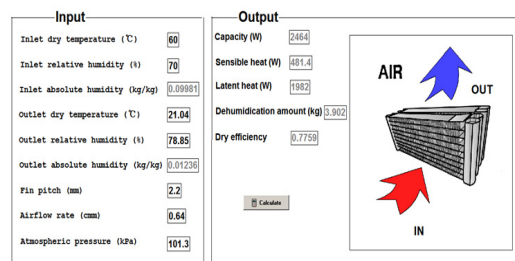 Input
Inlet dry temperature (℃) 60
Inlet relative humidity (%) 70
Inlet absolute humidity (kg/kg) 0.09981
Outlet dry temperature (℃) 21.04
Outlet relative humidity (%) 78.85
Outlet absolute humidity (kg/kg) 0.01236
Fin pitch (mm) 2.2
Airflow rate (cmm) 0.64
Atmospheric pressure (kPa) 101.3
Output
Capacity (W) 2464
Sensible heat (W) 481.4
Latent heat (W) 1982
Dehumidication amount (kg) 3.902
Dry efficiency 0.7759
Calculate
AIR
OUT
IN